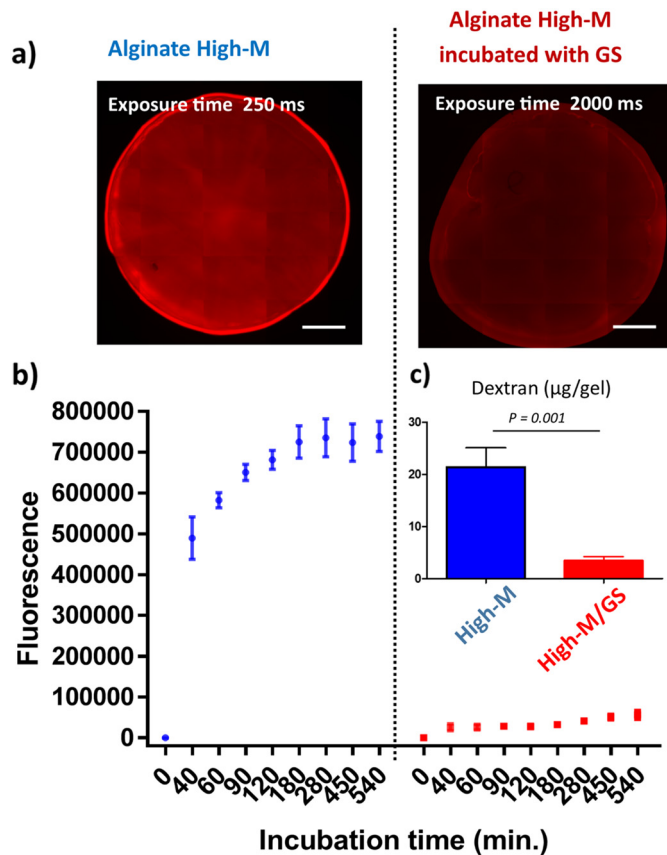 a)
Alginate High-M
Alginate High-M
incubated with GS
Exposure time 250 ms
Exposure time 2000 ms
b)
c)
Dextran (µg/gel)
P = 0.001
30
20
10
0
High-M
High-M/GS
Fluorescence
800000
700000
600000
500000
400000
300000
200000
100000
0
0 40 60 90 120 180 280 450 540
0 40 60 90 120 180 280 450 540
Incubation time (min.)